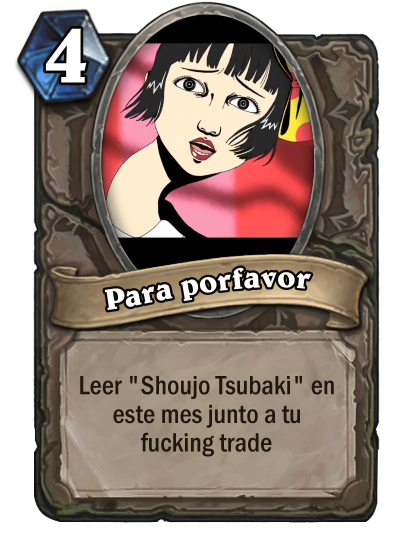 4
Para porfavor
Leer "Shoujo Tsubaki" en
este mes junto a tu
fucking trade